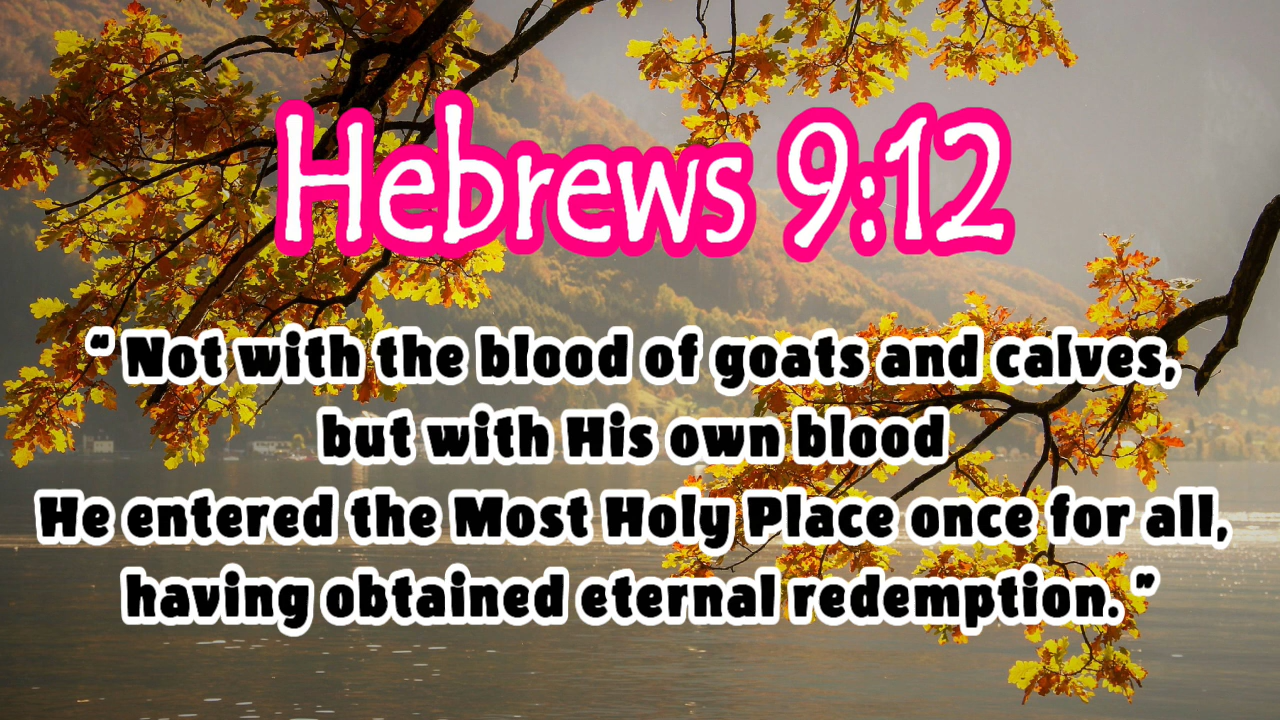 Hebrews 9:12
“ Not with the blood of goats and calves,
but with His own blood
He entered the Most Holy Place once for all,
having obtained eternal redemption. ”